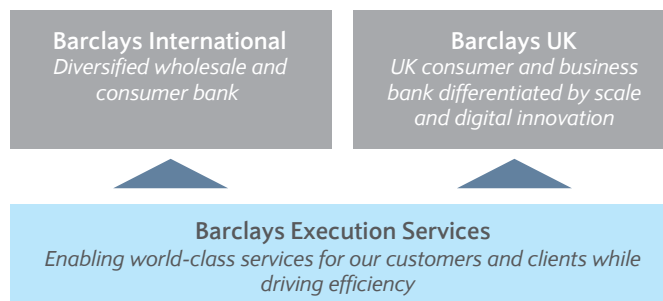 Barclays International
Diversified wholesale and
consumer bank
Barclays UK
UK consumer and business
bank differentiated by scale
and digital innovation
Barclays Execution Services
Enabling world-class services for our customers and clients while
driving efficiency